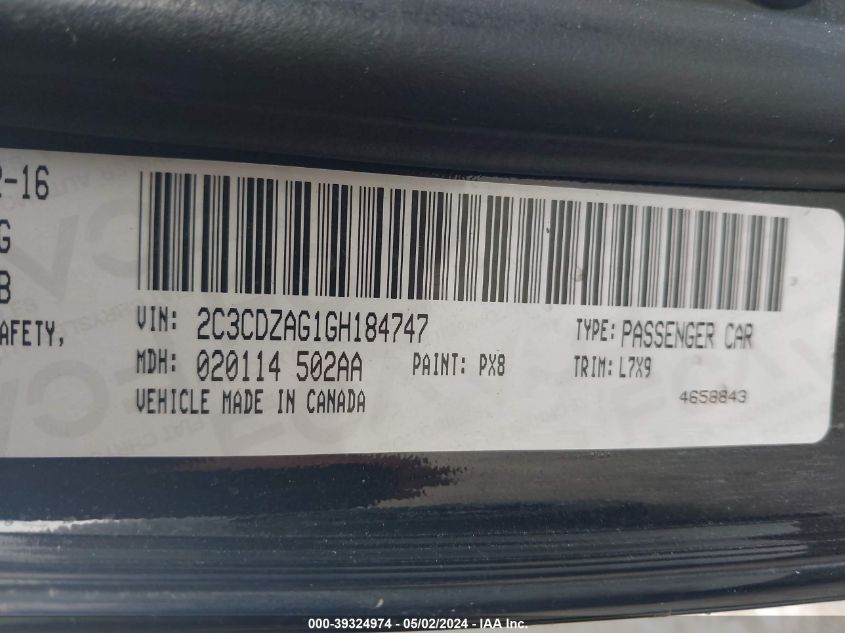 2-16
G
B
AFETY,
VIN: 2C3CDZAG1GH184747 TYPE: PASSENGER CAR
MDH: 020114 502AA PAINT: PX8 TRIM: L7X9
VEHICLE MADE IN CANADA 4658843
000-39324974 - 05/02/2024 - IAA Inc.